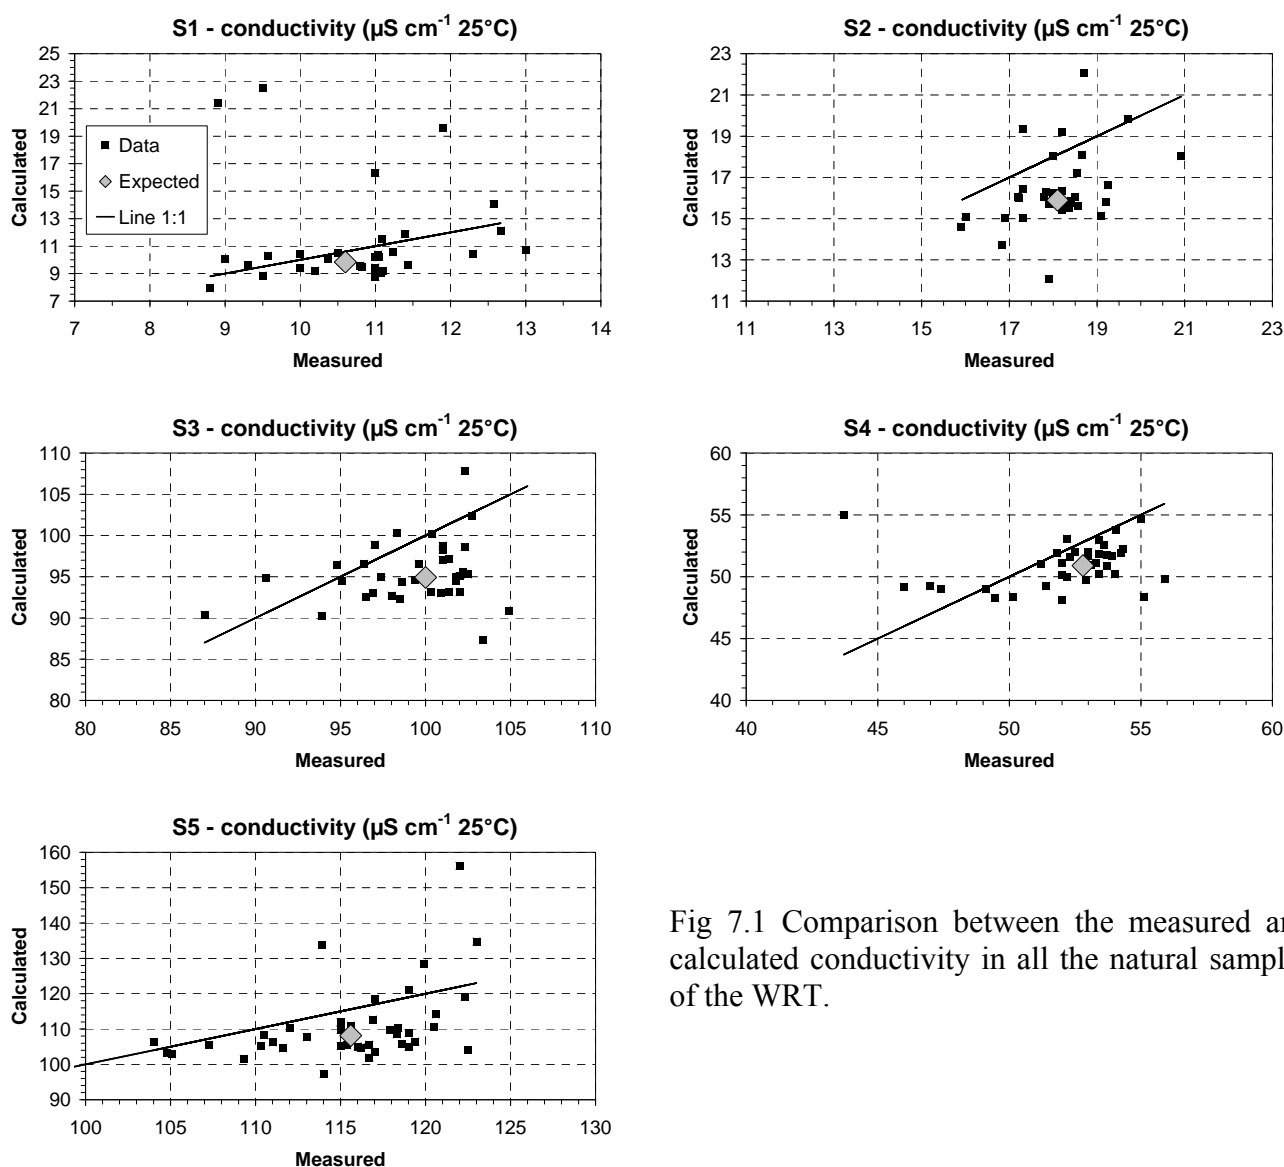 S1 - conductivity (µS cm-1 25°C)
25
23
21
19
17
15
13
11
9
7
Calculated
Data
Expected
Line 1:1
7 8 9 10 11 12 13 14
Measured
S2 - conductivity (µS cm-1 25°C)
23
21
19
17
15
13
11
Calculated
11 13 15 17 19 21 23
Measured
S3 - conductivity (µS cm-1 25°C)
110
105
100
95
90
85
80
Calculated
80 85 90 95 100 105 110
Measured
S4 - conductivity (µS cm-1 25°C)
60
55
50
45
40
Calculated
40 45 50 55 60
Measured
S5 - conductivity (µS cm-1 25°C)
160
150
140
130
120
110
100
90
Calculated
100 105 110 115 120 125 130
Measured
Fig 7.1 Comparison between the measured an
calculated conductivity in all the natural sampl
of the WRT.